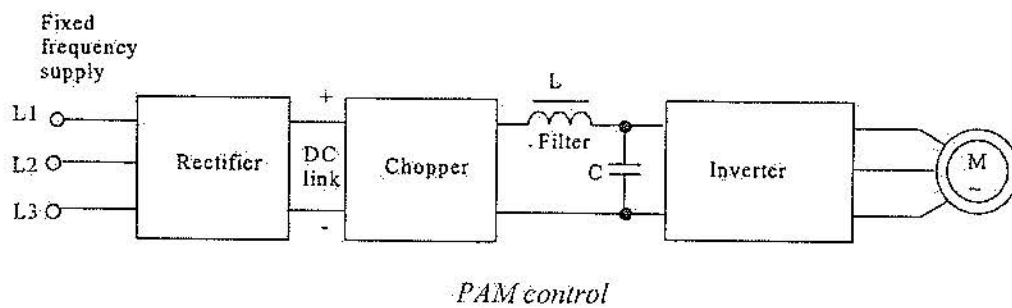 Fixed
frequency
supply
L1
L2
L3
Rectifier
+
DC
link
-
Chopper
L
Filter
C
Inverter
M
~
PAM control